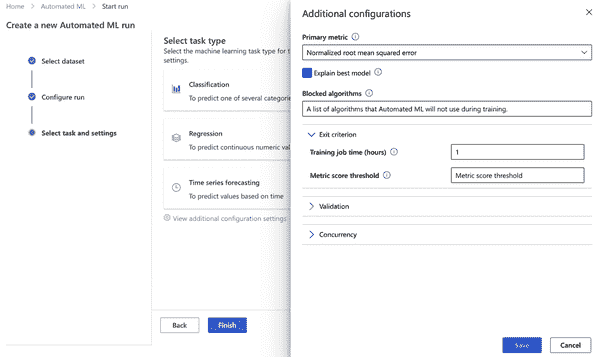 Home > Automated ML > Start run
Create a new Automated ML run
Select dataset
Configure run
Select task and settings
Select task type
Select the machine learning task type for t
settings.
Classification
To predict one of several categorie
Regression
To predict continuous numeric val
Time series forecasting
To predict values based on time
View additional configuration settings
Back
Finish
Additional configurations
Primary metric
Normalized root mean squared error
Explain best model
Blocked algorithms
A list of algorithms that Automated ML will not use during training.
Exit criterion
Training job time (hours)
1
Metric score threshold
Metric score threshold
Validation
Concurrency
Save
Cancel